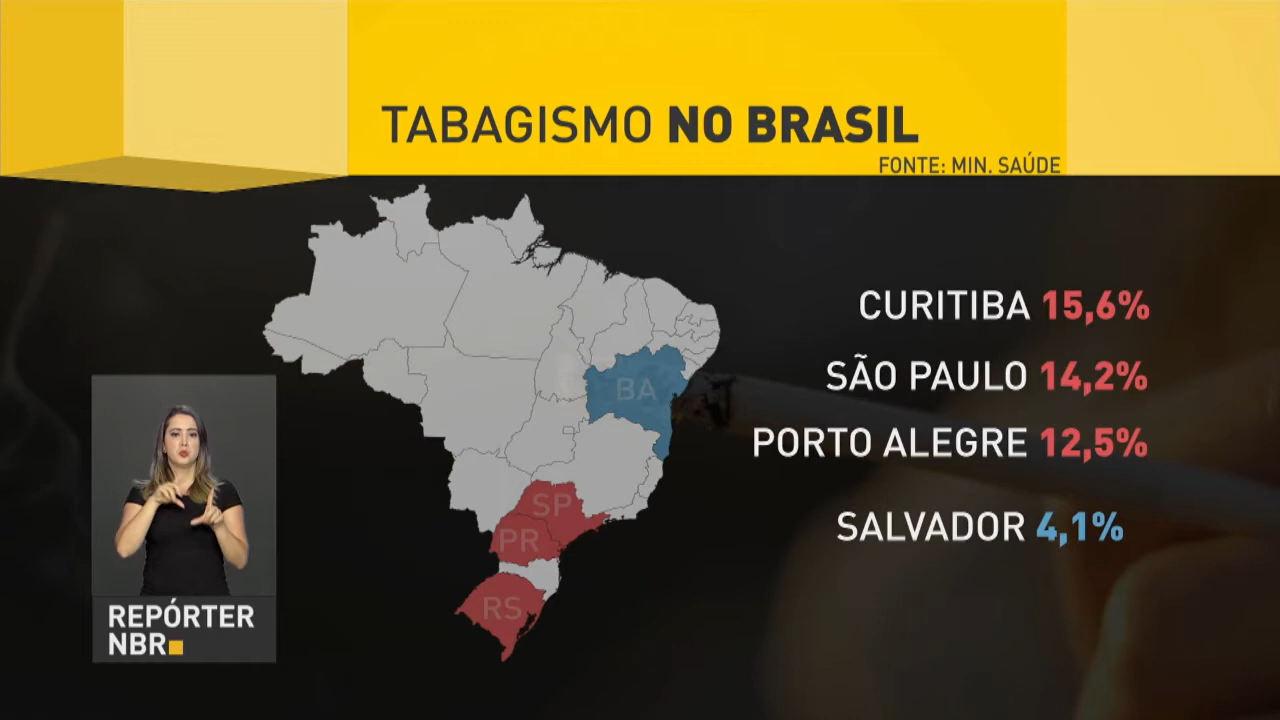 TABAGISMO NO BRASIL
FONTE: MIN. SAÚDE
CURITIBA 15,6%
SÃO PAULO 14,2%
PORTO ALEGRE 12,5%
SALVADOR 4,1%
BA
SP
PR
RS
REPÓRTER
NBR